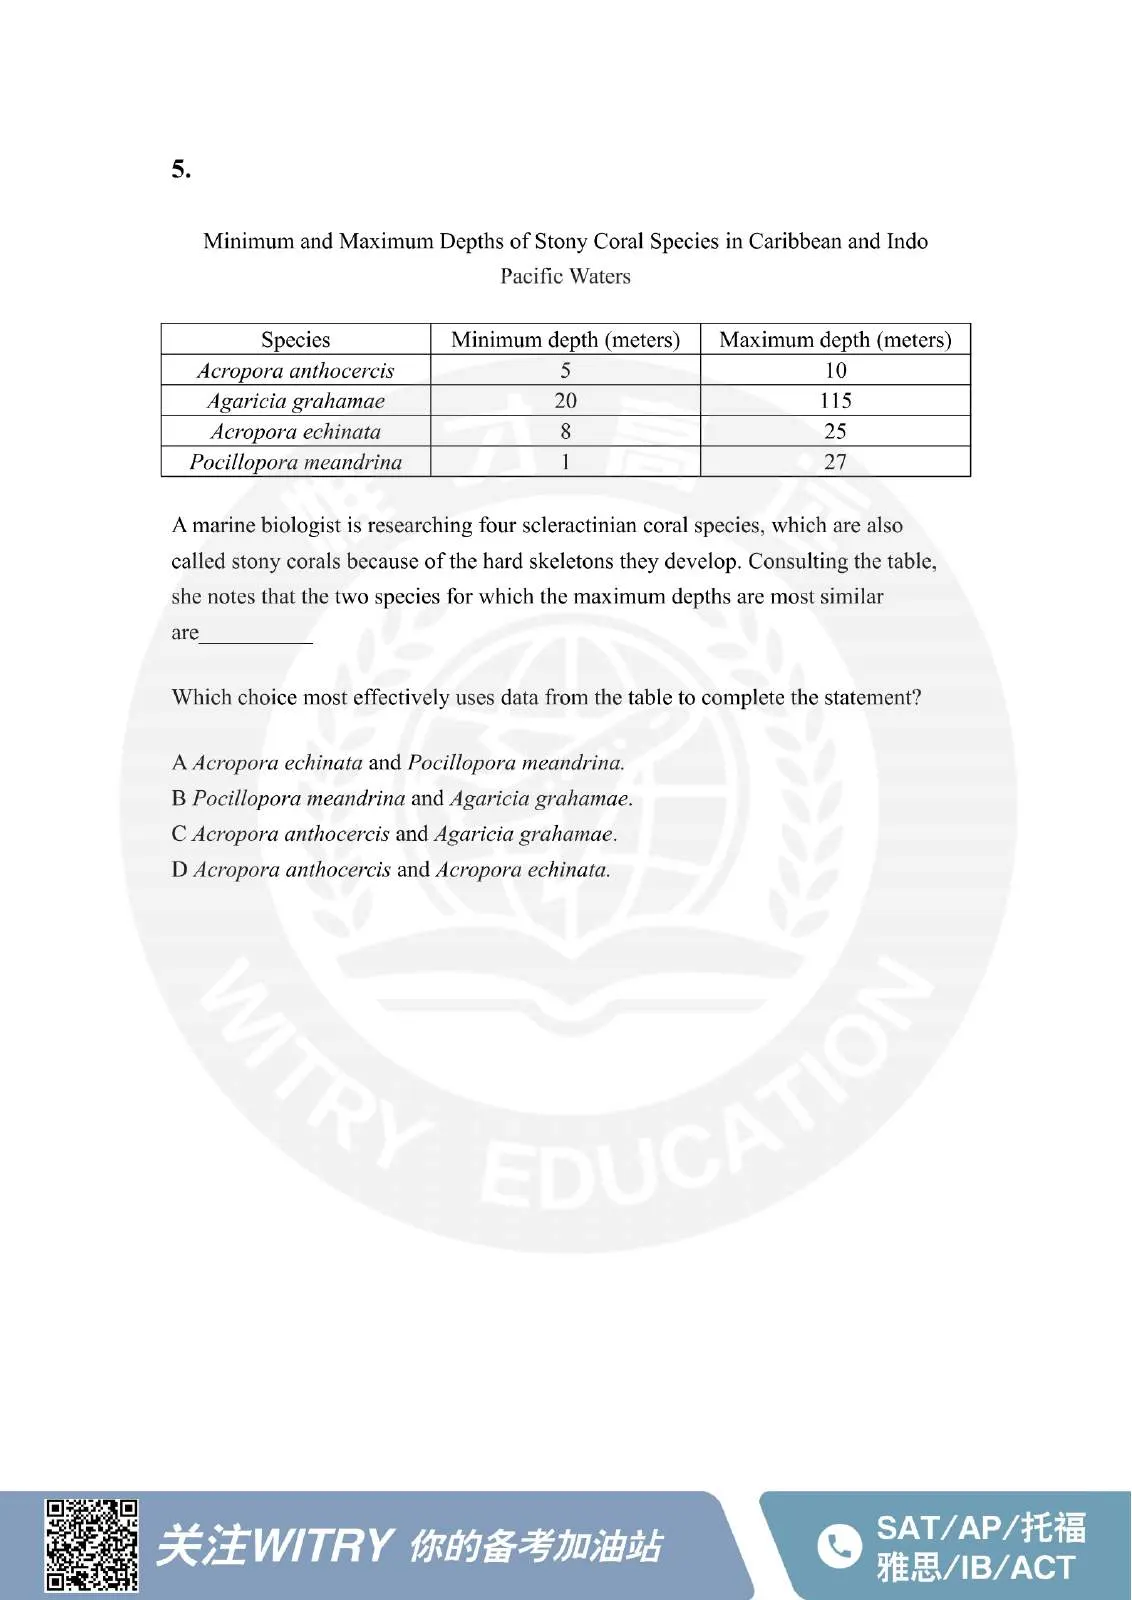 5.
Minimum and Maximum Depths of Stony Coral Species in Caribbean and Indo
Pacific Waters
Species Minimum depth (meters) Maximum depth (meters)
Acropora anthocercis 5 10
Agaricia grahamae 20 115
Acropora echinata 8 25
Pocillopora meandrina 1 27
A marine biologist is researching four scleractinian coral species, which are also
called stony corals because of the hard skeletons they develop. Consulting the table,
she notes that the two species for which the maximum depths are most similar
are__________
Which choice most effectively uses data from the table to complete the statement?
A Acropora echinata and Pocillopora meandrina.
B Pocillopora meandrina and Agaricia grahamae.
C Acropora anthocercis and Agaricia grahamae.
D Acropora anthocercis and Acropora echinata.
唯才高远
WITRY EDUCATION
关注WITRY 你的备考加油站
SAT/AP/托福
雅思/IB/ACT